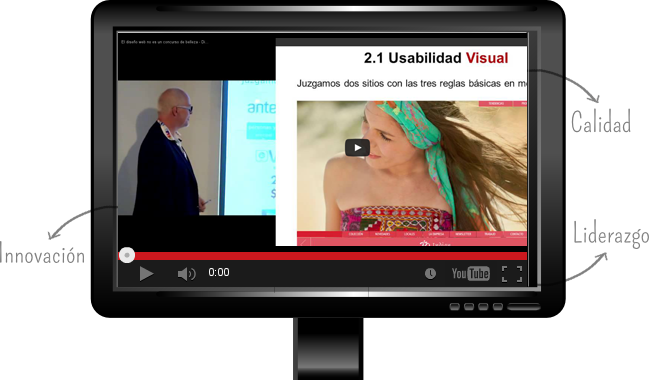 El diseño web no es un concurso de belleza - Di...
2.1 Usabilidad Visual
Juzgamos dos sitios con las tres reglas básicas en m
ante
Calidad
Innovación
Liderazgo
0:00
YouTube